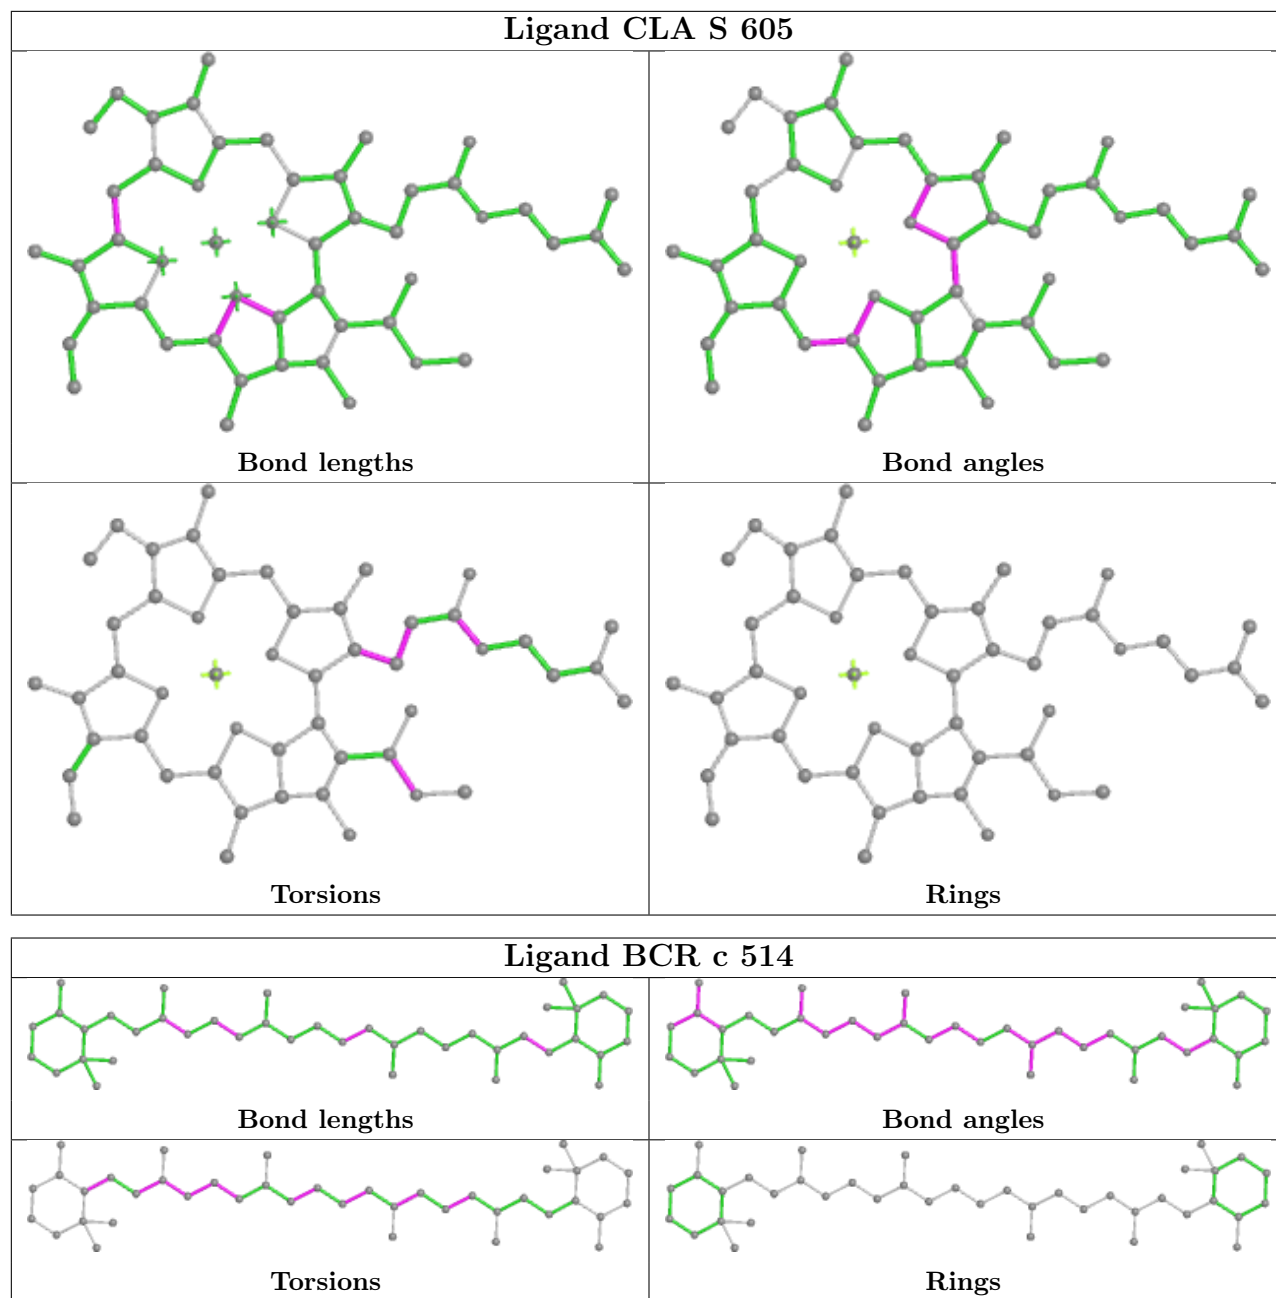 Ligand CLA S 605
Bond lengths
Bond angles
Torsions
Rings
Ligand BCR c 514
Bond lengths
Bond angles
Torsions
Rings